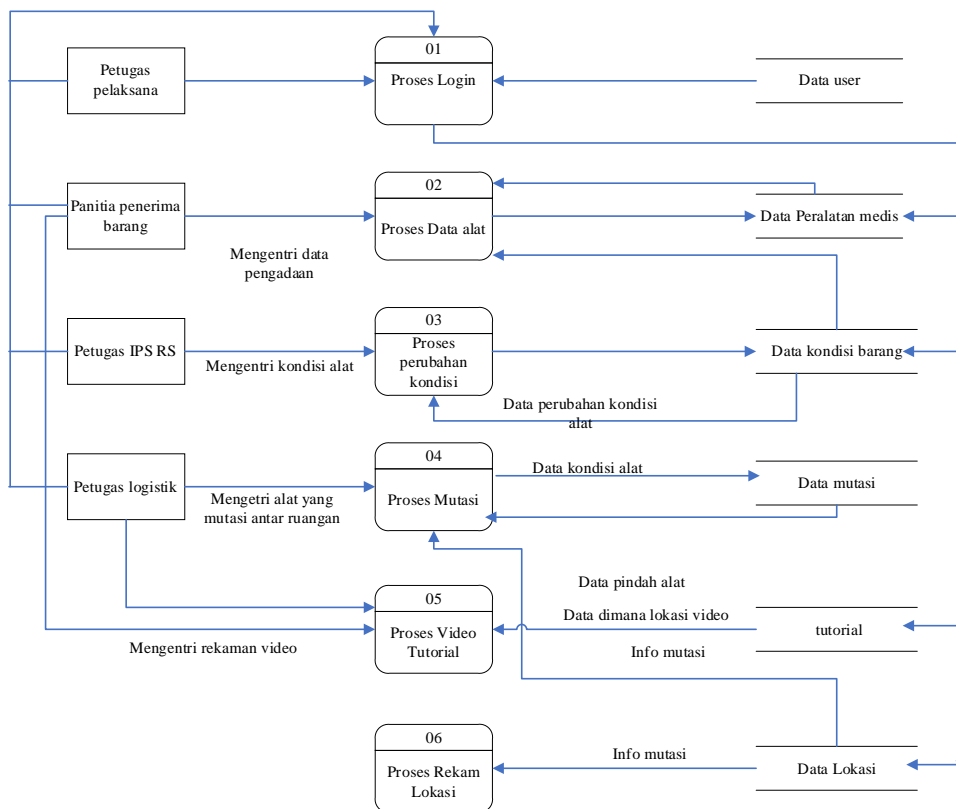 01
Petugas
pelaksana
Proses Login
Data user
02
Panitia penerima
barang
Proses Data alat
Data Peralatan medis
Mengentri data
pengadaan
03
Petugas IPS RS
Mengentri kondisi alat
Proses
perubahan
kondisi
Data kondisi barang
Data perubahan kondisi
alat
04
Petugas logistik
Mengetri alat yang
mutasi antar ruangan
Proses Mutasi
Data kondisi alat
Data mutasi
Data pindah alat
05
Mengentri rekaman video
Proses Video
Tutorial
Data dimana lokasi video
tutorial
Info mutasi
06
Proses Rekam
Lokasi
Info mutasi
Data Lokasi